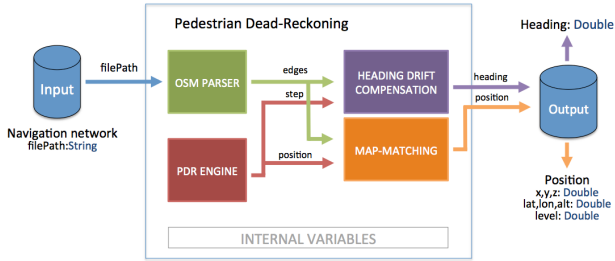 Pedestrian Dead-Reckoning
Heading: Double
filePath
Input
OSM PARSER
edges
step
HEADING DRIFT
COMPENSATION
heading
position
Output
Navigation network
filePath:String
PDR ENGINE
position
MAP-MATCHING
Position
x,y,z: Double
lat,lon,alt: Double
level: Double
INTERNAL VARIABLES